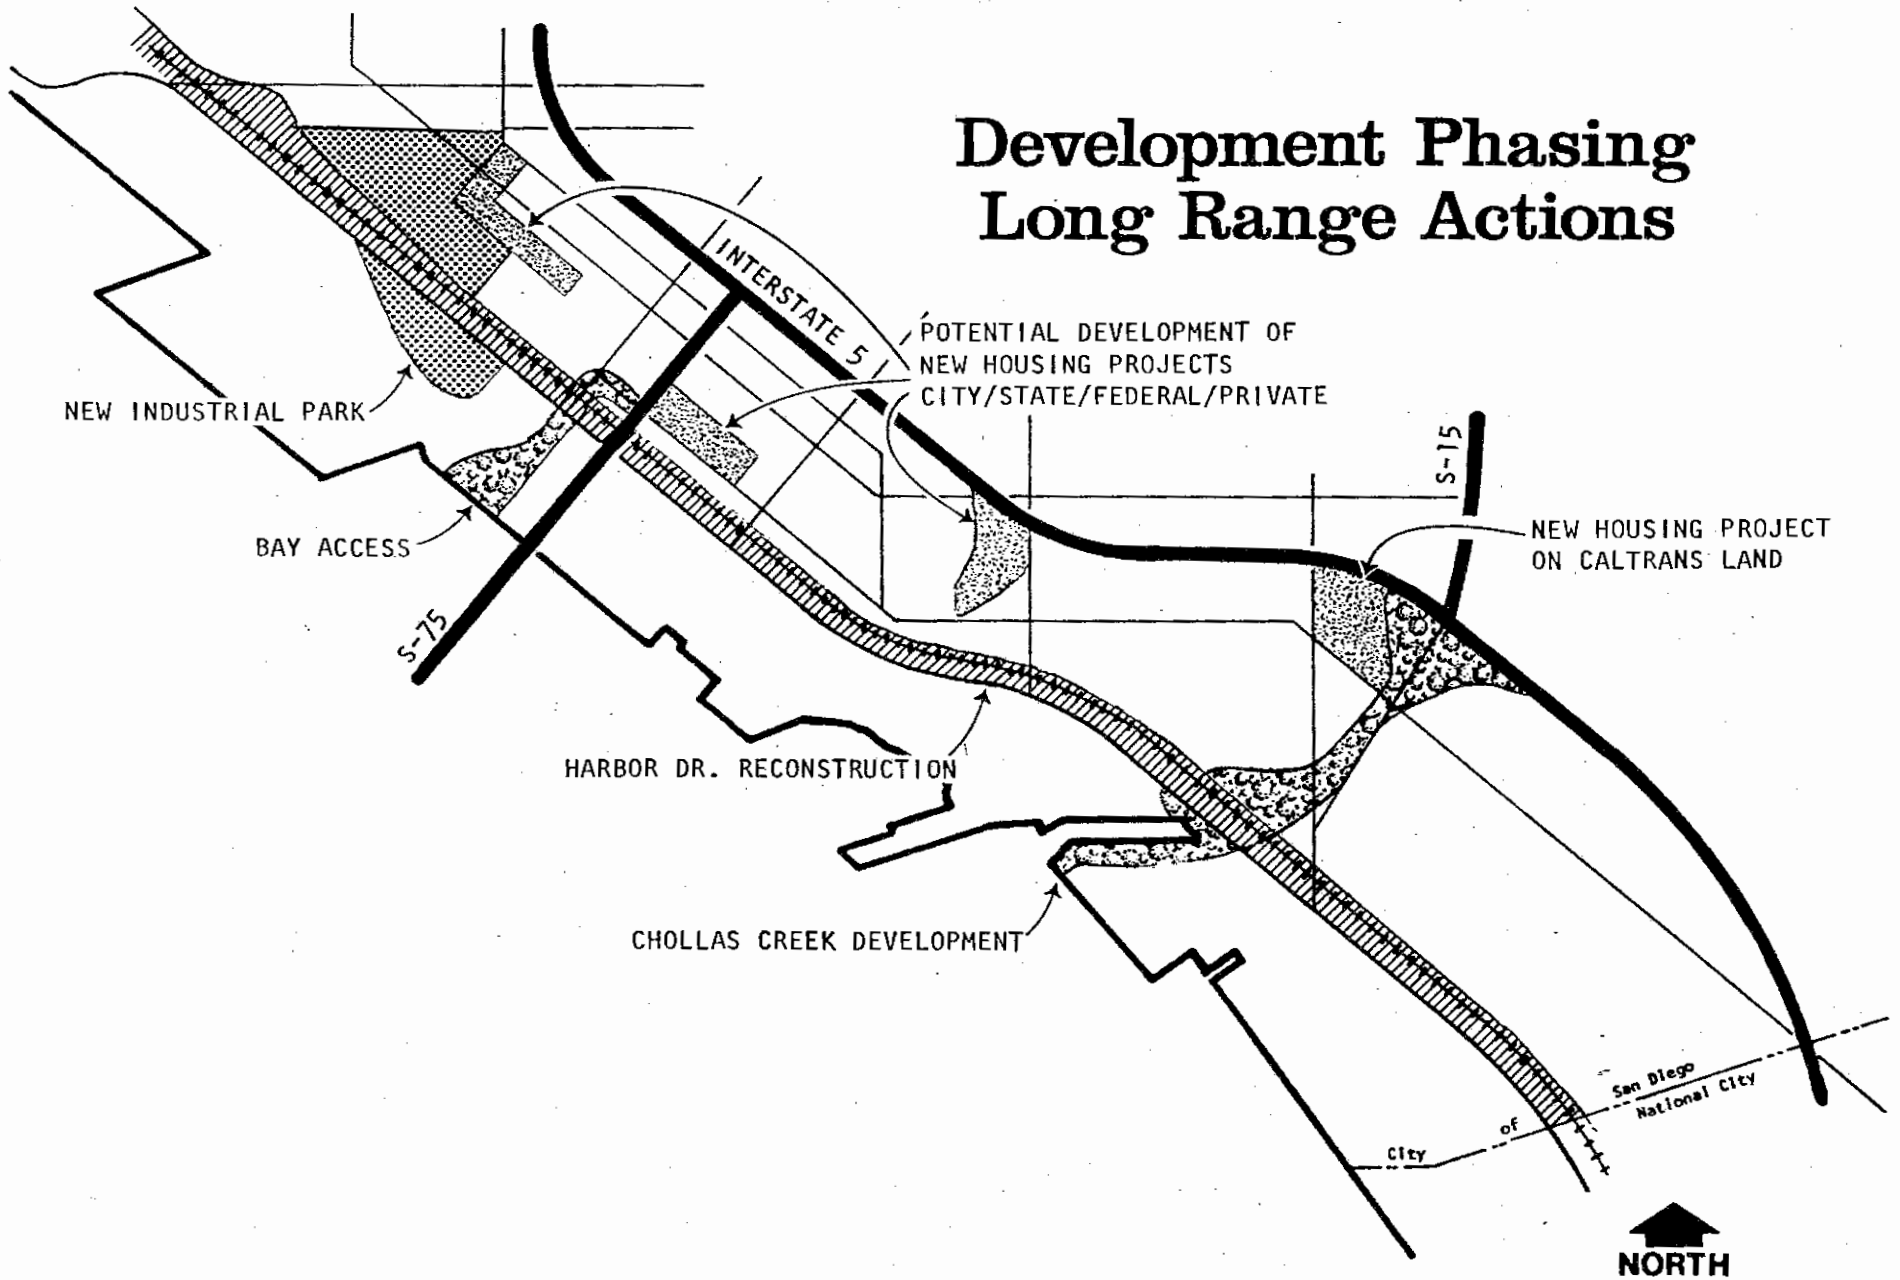 Development Phasing
Long Range Actions
INTERSTATE 5
POTENTIAL DEVELOPMENT OF
NEW HOUSING PROJECTS
CITY/STATE/FEDERAL/PRIVATE
NEW INDUSTRIAL PARK
S-15
NEW HOUSING PROJECT
ON CALTRANS LAND
BAY ACCESS
S-75
HARBOR DR. RECONSTRUCTION
CHOLLAS CREEK DEVELOPMENT
San Diego
National City
City of
NORTH